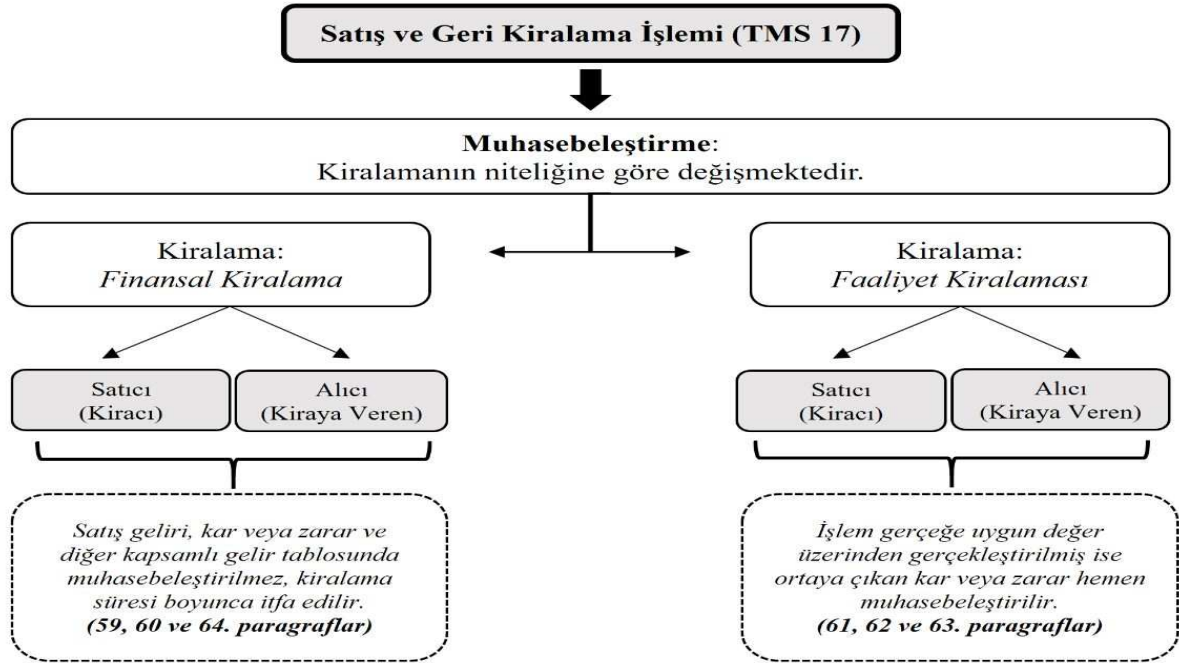 Satış ve Geri Kiralama İşlemi (TMS 17)
Muhasebeleştirme:
Kiralamanın niteliğine göre değişmektedir.
Kiralama:
Finansal Kiralama
Kiralama:
Faaliyet Kiralaması
Satıcı
(Kiracı)
Alıcı
(Kiraya Veren)
Satıcı
(Kiracı)
Alıcı
(Kiraya Veren)
Satış geliri, kar veya zarar ve
diğer kapsamlı gelir tablosunda
muhasebeleştirilmez, kiralama
süresi boyunca itfa edilir.
(59, 60 ve 64. paragraflar)
İşlem gerçeğe uygun değer
üzerinden gerçekleştirilmiş ise
ortaya çıkan kar veya zarar hemen
muhasebeleştirilir.
(61, 62 ve 63. paragraflar)